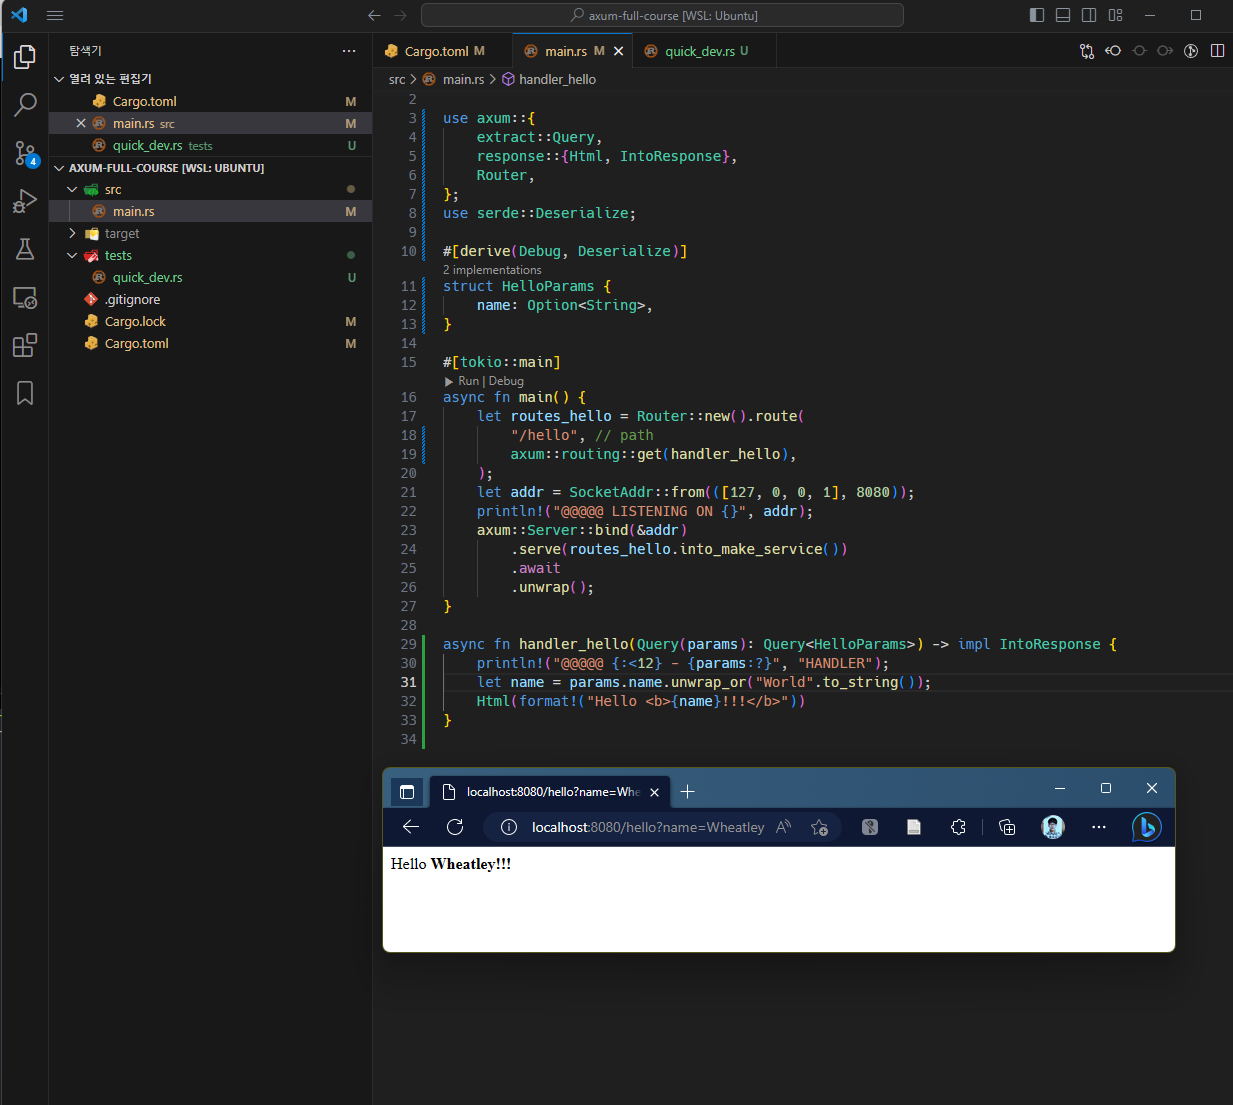 axum-full-course [WSL: Ubuntu]
탐색기
열려 있는 편집기
Cargo.toml M
main.rs src M
quick_dev.rs tests U
AXUM-FULL-COURSE [WSL: UBUNTU]
src
main.rs M
target
tests
quick_dev.rs U
.gitignore
Cargo.lock M
Cargo.toml M
4
Cargo.toml M main.rs M quick_dev.rs U
src > main.rs > handler_hello
2
3 use axum::{
4 extract::Query,
5 response::{Html, IntoResponse},
6 Router,
7 };
8 use serde::Deserialize;
9
10 #[derive(Debug, Deserialize)]
2 implementations
11 struct HelloParams {
12 name: Option<String>,
13 }
14
15 #[tokio::main]
Run | Debug
16 async fn main() {
17 let routes_hello = Router::new().route(
18 "/hello", // path
19 axum::routing::get(handler_hello),
20 );
21 let addr = SocketAddr::from(([127, 0, 0, 1], 8080));
22 println!("@@@@@ LISTENING ON {}", addr);
23 axum::Server::bind(&addr)
24 .serve(routes_hello.into_make_service())
25 .await
26 .unwrap();
27 }
28
29 async fn handler_hello(Query(params): Query<HelloParams>) -> impl IntoResponse {
30 println!("@@@@@ {:<12} - {params:?}", "HANDLER");
31 let name = params.name.unwrap_or("World".to_string());
32 Html(format!("Hello <b>{name}!!!</b>"))
33 }
34
localhost:8080/hello?name=Whe
localhost:8080/hello?name=Wheatley
Hello Wheatley!!!